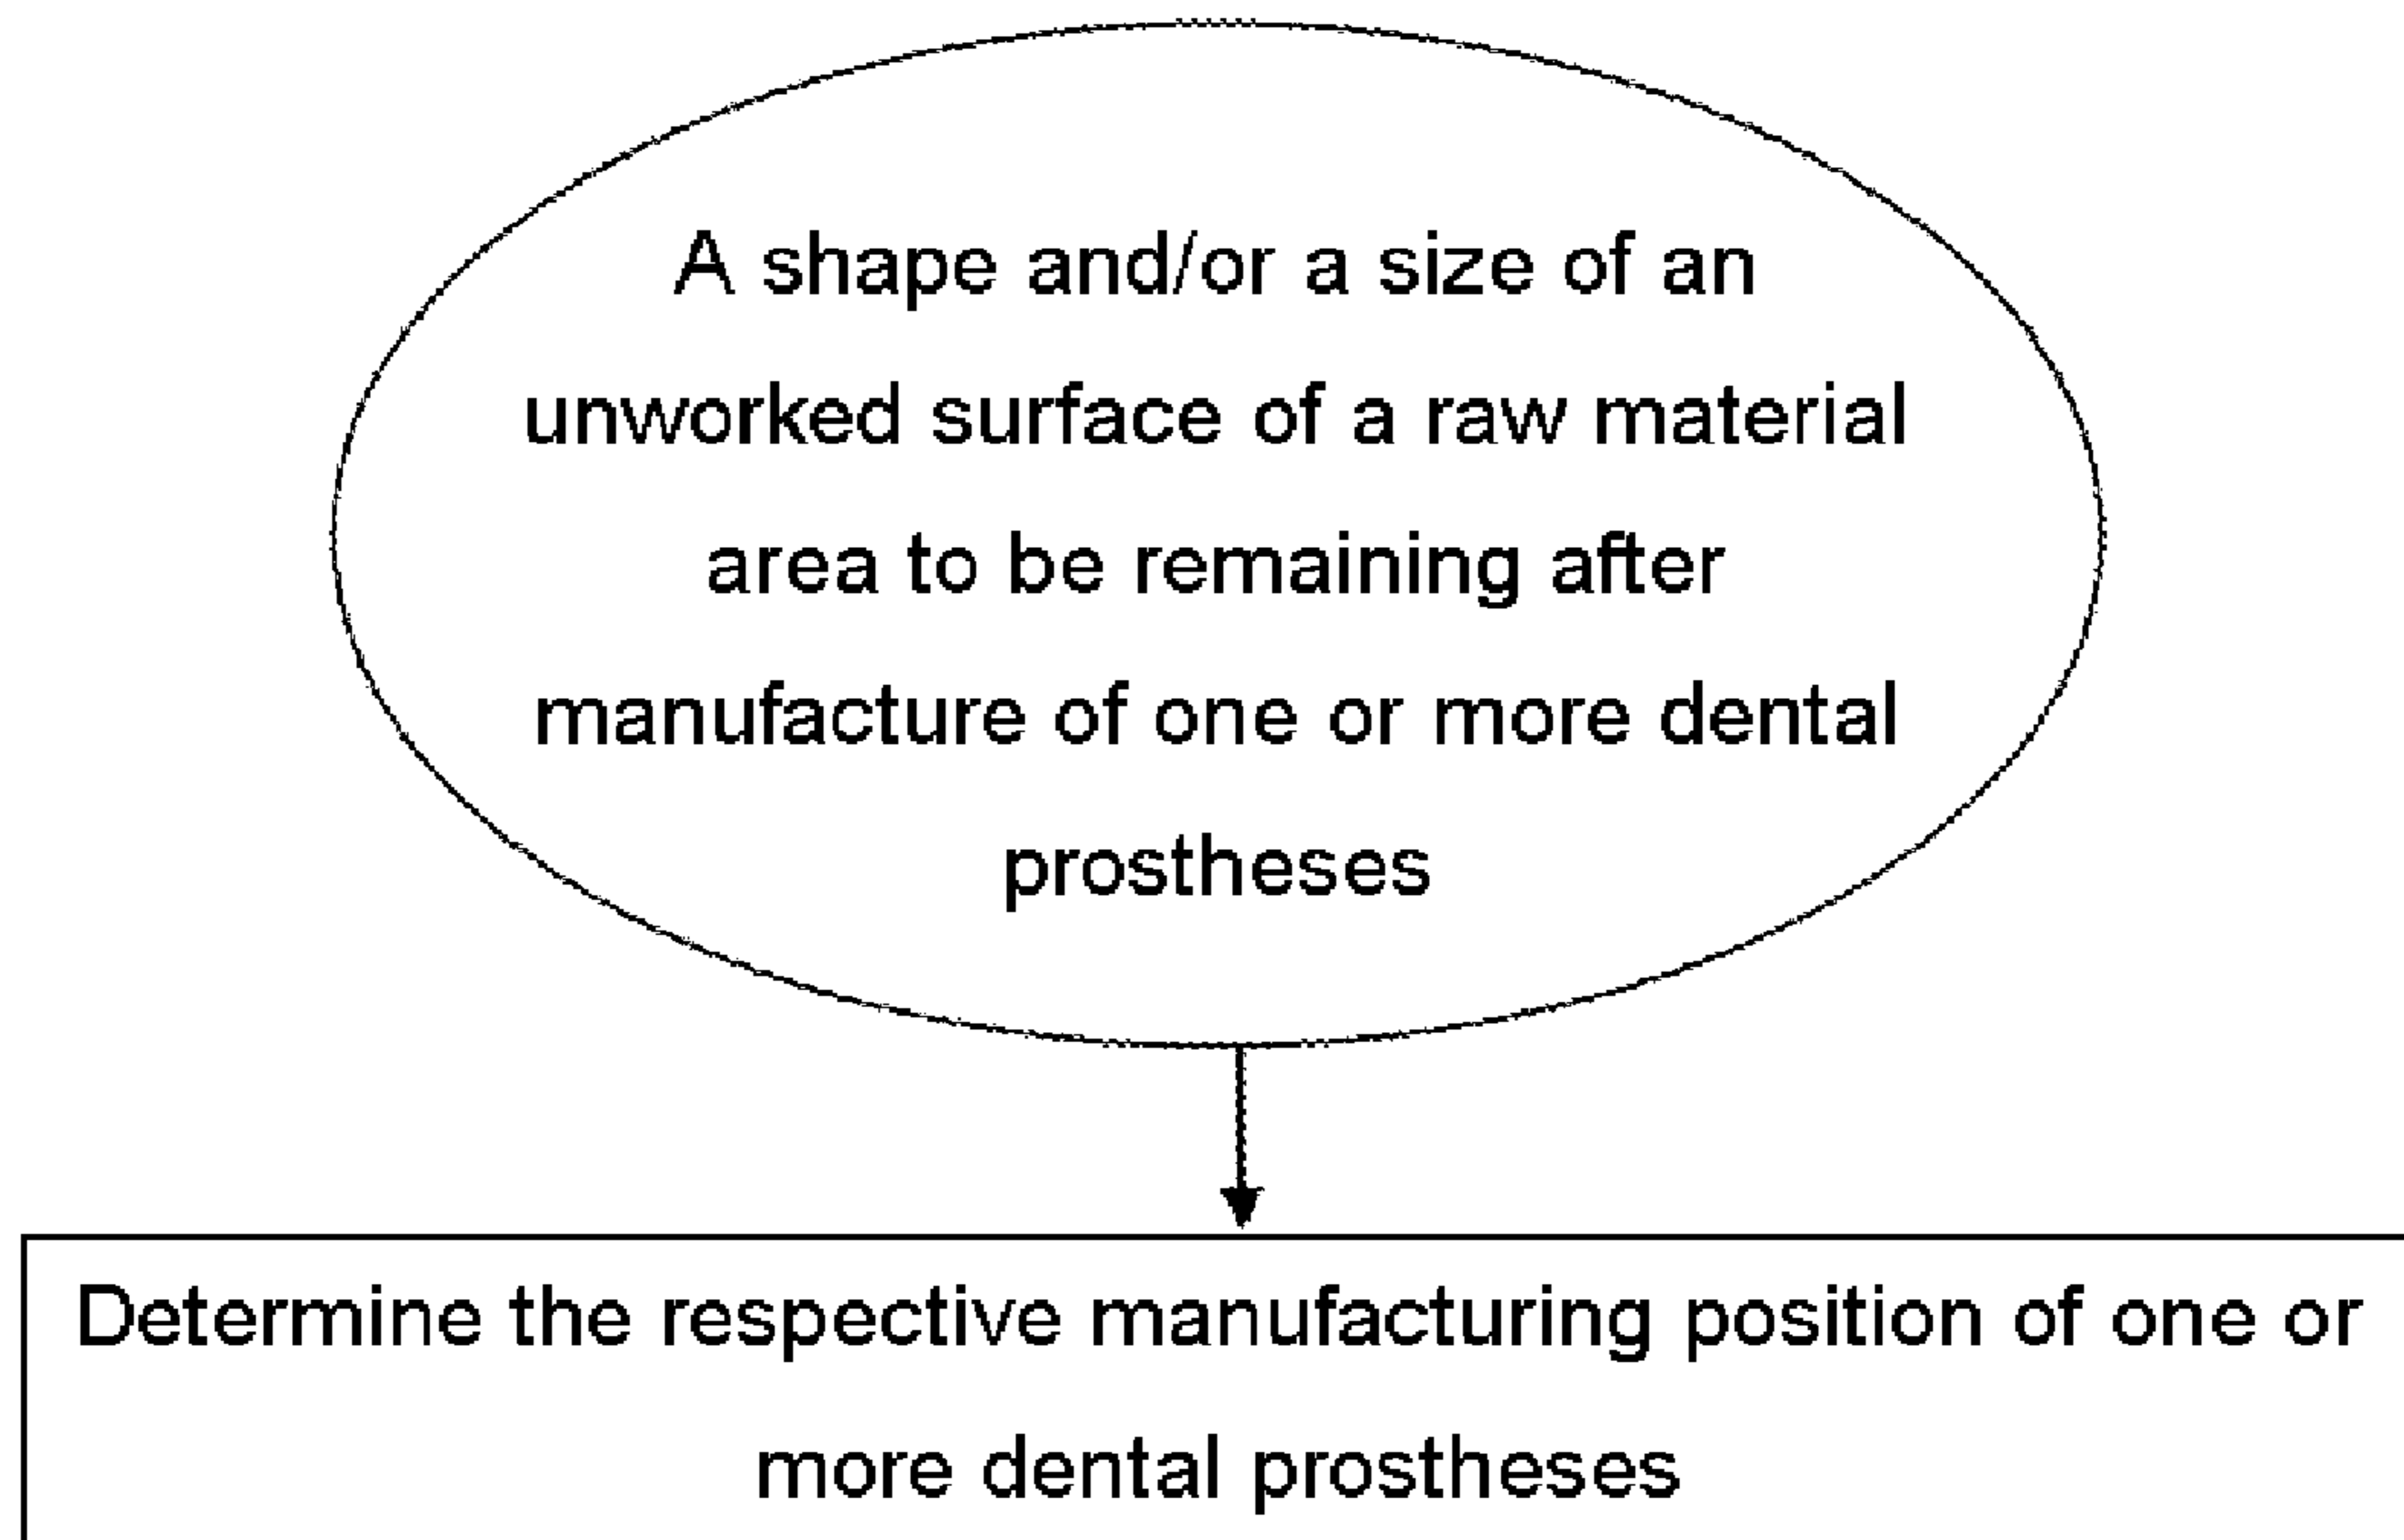 A shape and/or a size of an
unworked surface of a raw material
area to be remaining after
manufacture of one or more dental
prostheses
Determine the respective manufacturing position of one or
more dental prostheses